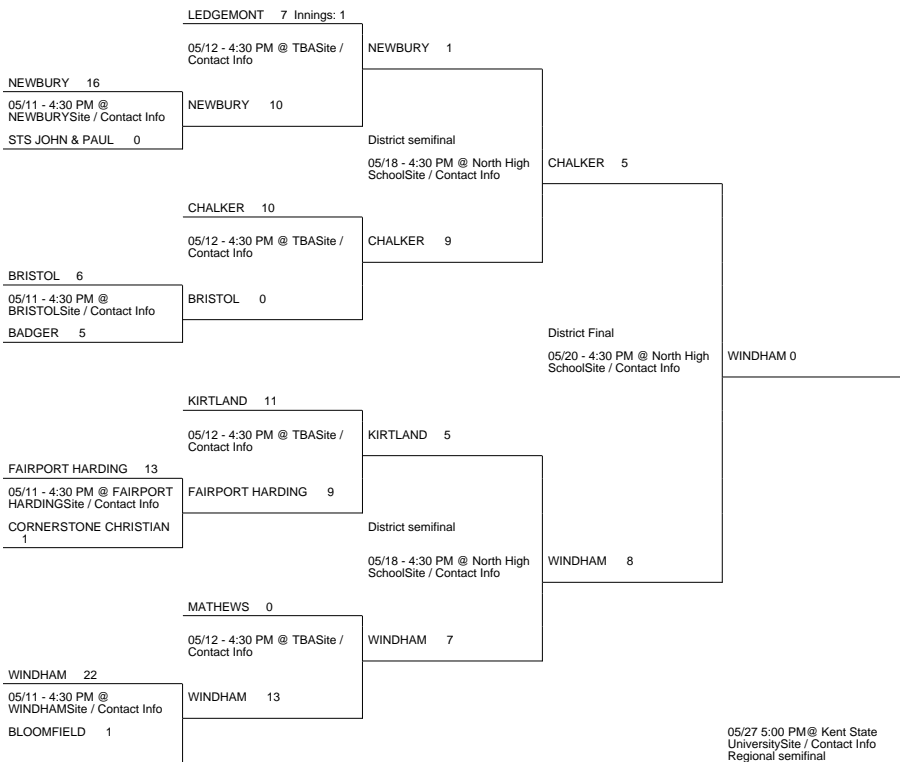 LEDGEMONT 7 Innings: 1
05/12 - 4:30 PM @ TBASite /
Contact Info
NEWBURY 1
NEWBURY 16
05/11 - 4:30 PM @
NEWBURYSite / Contact Info
NEWBURY 10
STS JOHN & PAUL 0
District semifinal
05/18 - 4:30 PM @ North High
SchoolSite / Contact Info
CHALKER 5
CHALKER 10
05/12 - 4:30 PM @ TBASite /
Contact Info
CHALKER 9
BRISTOL 6
05/11 - 4:30 PM @
BRISTOLSite / Contact Info
BRISTOL 0
BADGER 5
District Final
05/20 - 4:30 PM @ North High
SchoolSite / Contact Info
WINDHAM 0
KIRTLAND 11
05/12 - 4:30 PM @ TBASite /
Contact Info
KIRTLAND 5
FAIRPORT HARDING 13
05/11 - 4:30 PM @ FAIRPORT
HARDINGSite / Contact Info
FAIRPORT HARDING 9
CORNERSTONE CHRISTIAN
1
District semifinal
05/18 - 4:30 PM @ North High
SchoolSite / Contact Info
WINDHAM 8
MATHEWS 0
05/12 - 4:30 PM @ TBASite /
Contact Info
WINDHAM 7
WINDHAM 22
05/11 - 4:30 PM @
WINDHAMSite / Contact Info
WINDHAM 13
BLOOMFIELD 1
05/27 5:00 PM@ Kent State
UniversitySite / Contact Info
Regional semifinal